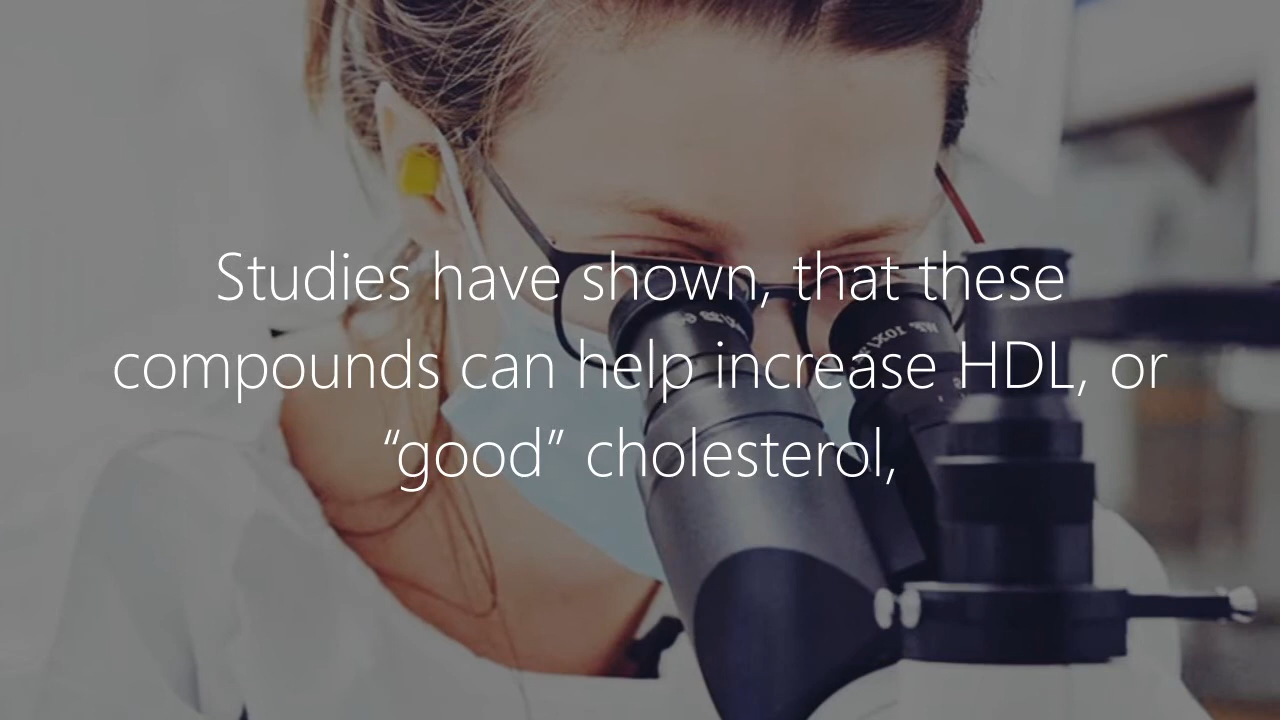 Studies have shown, that these
compounds can help increase HDL, or
“good” cholesterol,